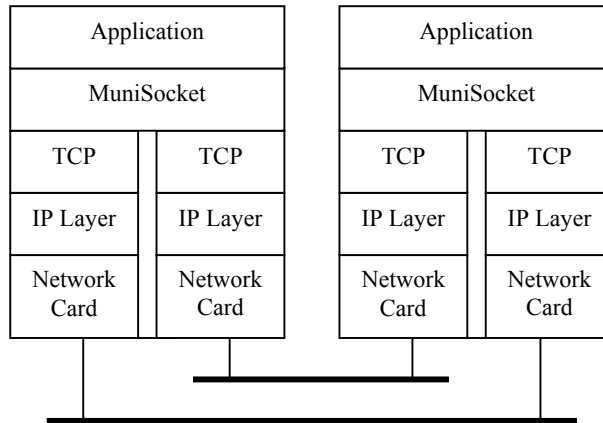 Application
MuniSocket
TCP
TCP
IP Layer
IP Layer
Network
Card
Network
Card
Application
MuniSocket
TCP
TCP
IP Layer
IP Layer
Network
Card
Network
Card